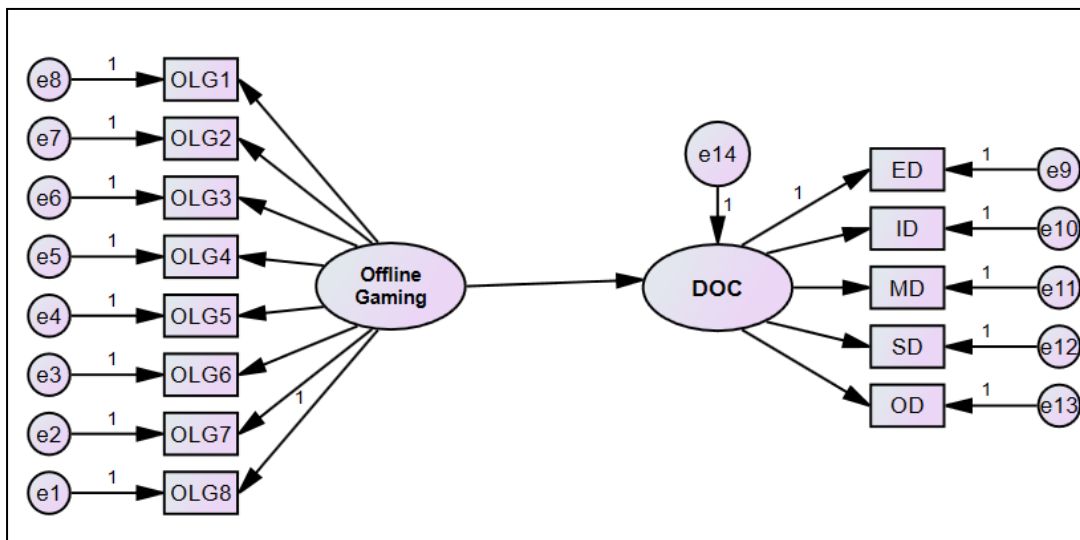 e8 1 OLG1
e7 1 OLG2
e6 1 OLG3
e5 1 OLG4
e4 1 OLG5
e3 1 OLG6
e2 1 OLG7
e1 1 OLG8
1
Offline
Gaming
e14
1
DOC
1
ED 1 e9
ID 1 e10
MD 1 e11
SD 1 e12
OD 1 e13